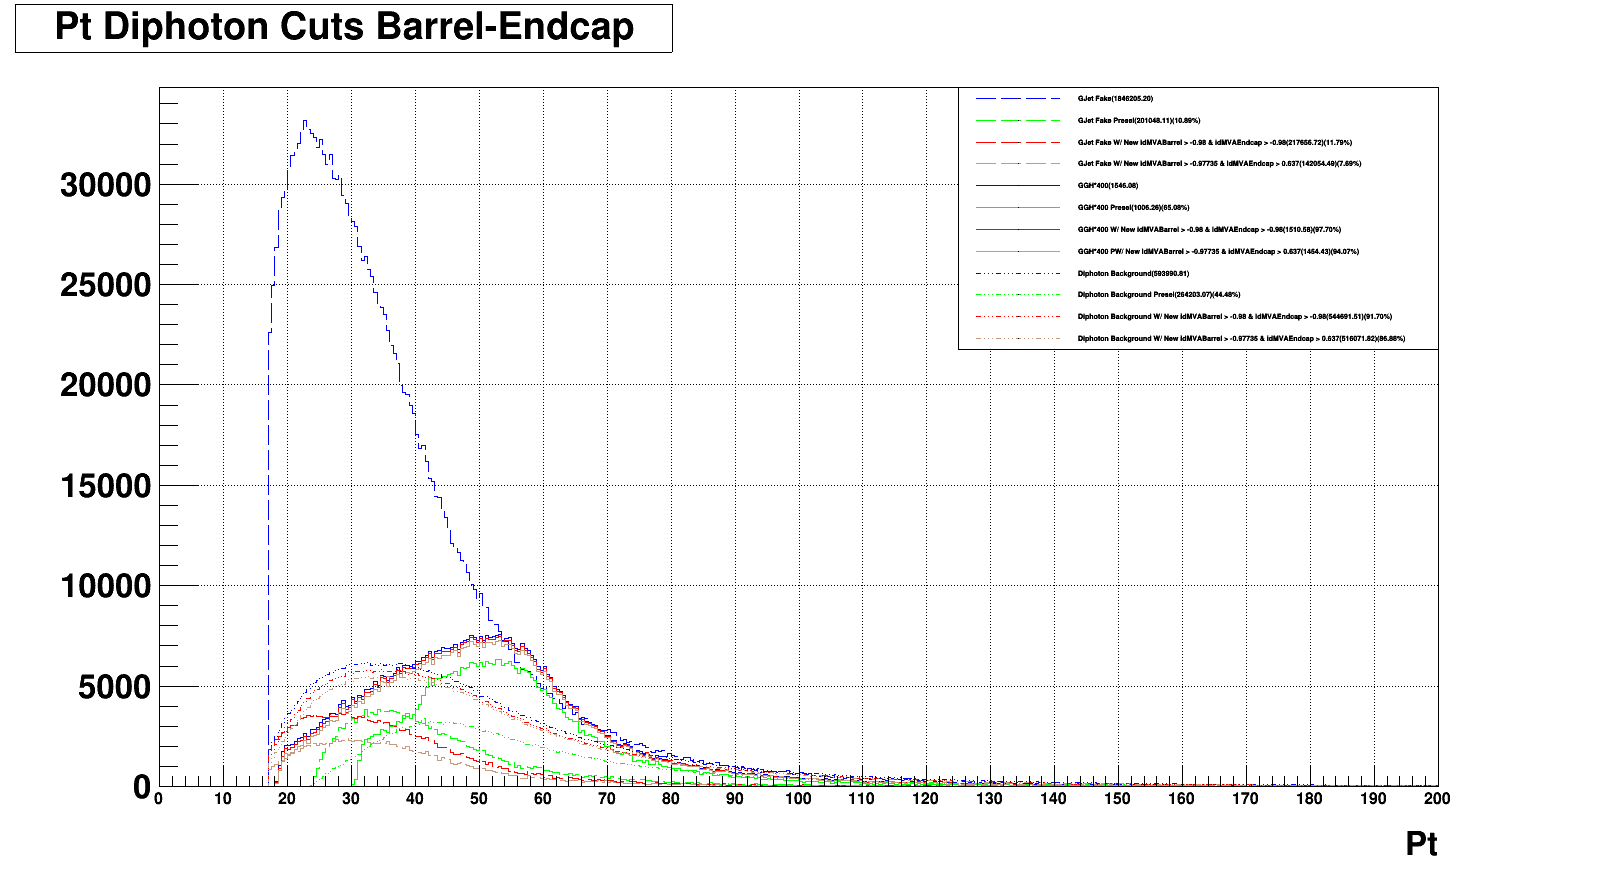 Pt Diphoton Cuts Barrel-Endcap
GJet Fake(1846205.20)
GJet Fake Presel(201048.11)(10.89%)
GJet Fake W/ New IdMVABarrel > -0.98 & IdMVAEndcap > -0.98(217656.72)(11.79%)
GJet Fake W/ New IdMVABarrel > -0.97735 & IdMVAEndcap > 0.637(142054.49)(7.69%)
GGH*400(1546.08)
GGH*400 Presel(1006.26)(65.08%)
GGH*400 W/ New IdMVABarrel > -0.98 & IdMVAEndcap > -0.98(1510.58)(97.70%)
GGH*400 PW/ New IdMVABarrel > -0.97735 & IdMVAEndcap > 0.637(1454.43)(94.07%)
Diphoton Background(593990.81)
Diphoton Background Presel(264203.07)(44.48%)
Diphoton Background W/ New IdMVABarrel > -0.98 & IdMVAEndcap > -0.98(544691.51)(91.70%)
Diphoton Background W/ New IdMVABarrel > -0.97735 & IdMVAEndcap > 0.637(516071.62)(86.88%)
30000
25000
20000
15000
10000
5000
0
0 10 20 30 40 50 60 70 80 90 100 110 120 130 140 150 160 170 180 190 200
Pt